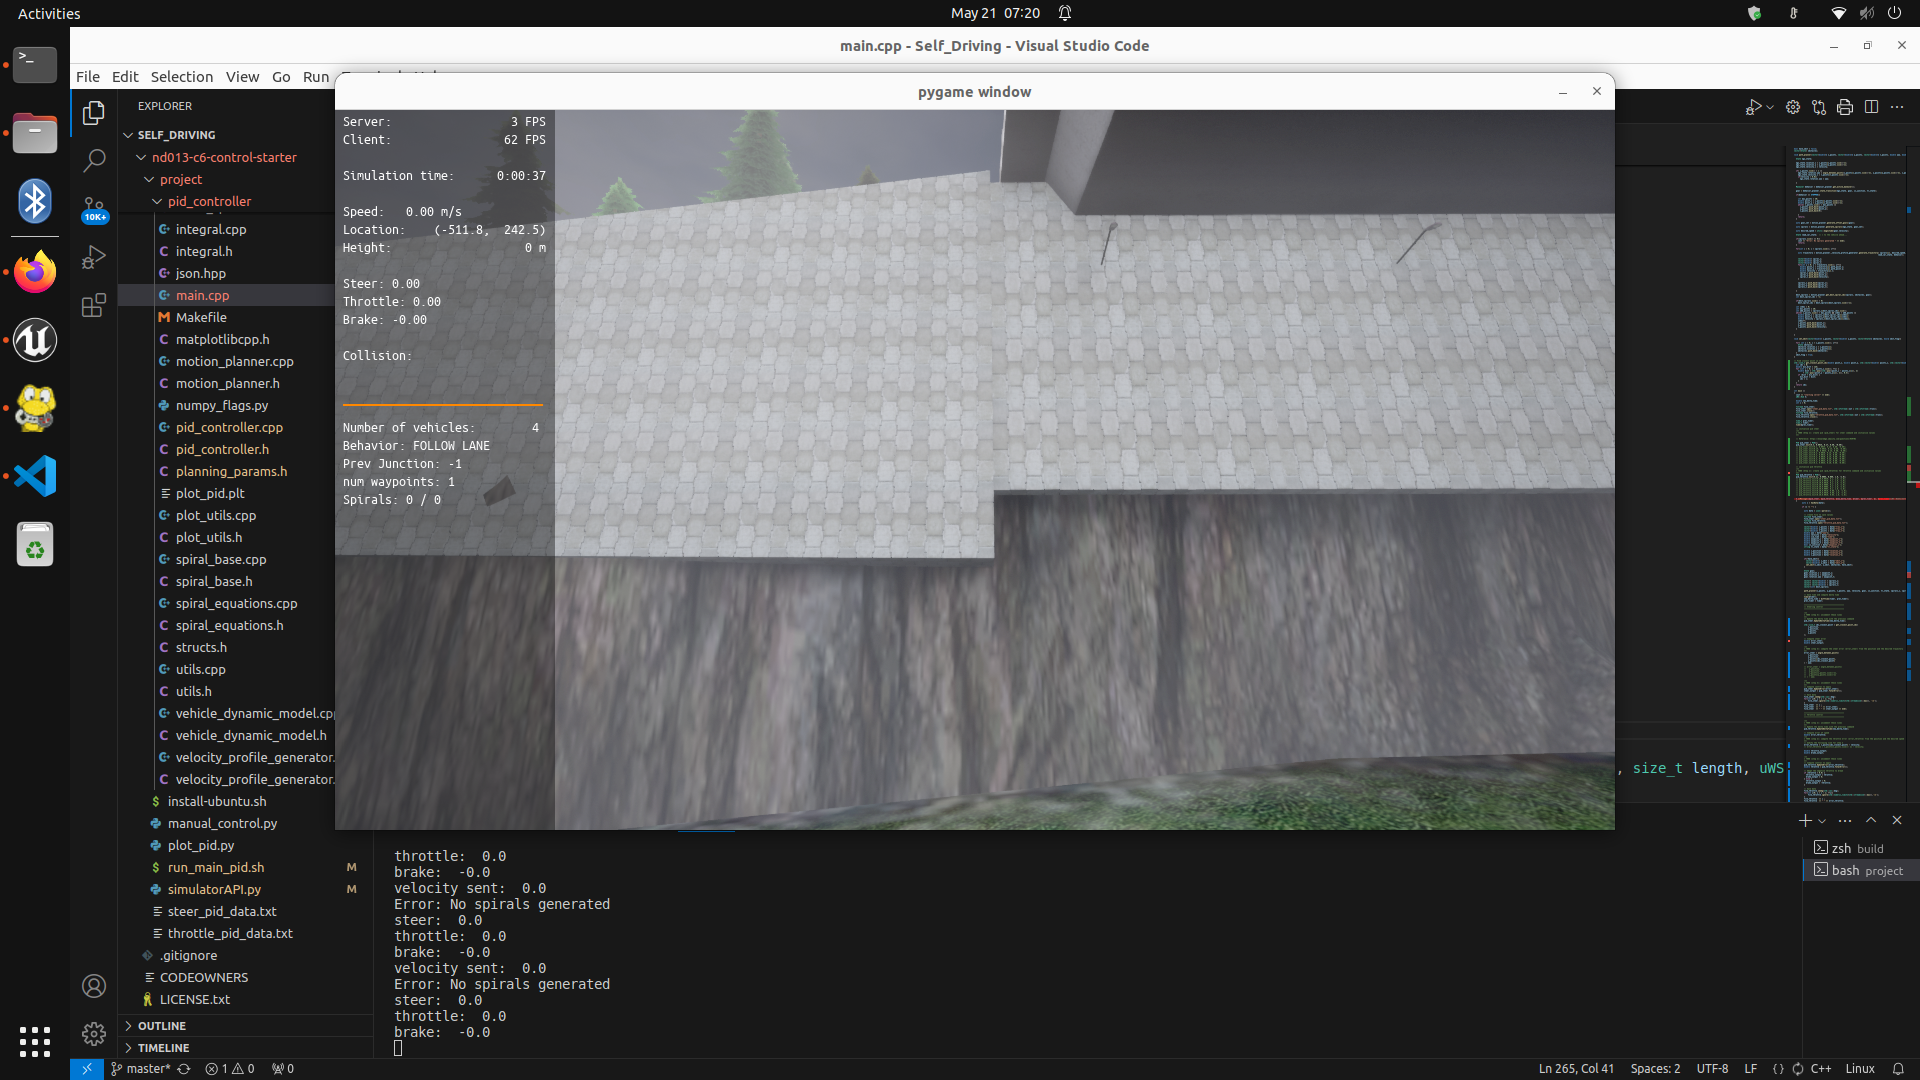 Activities
May 21 07:20
main.cpp - Self_Driving - Visual Studio Code
File Edit Selection View Go Run
pygame window
EXPLORER
SELF_DRIVING
nd013-c6-control-starter
project
pid_controller
integral.cpp
integral.h
json.hpp
main.cpp
Makefile
matplotlibcpp.h
motion_planner.cpp
motion_planner.h
numpy_flags.py
pid_controller.cpp
pid_controller.h
planning_params.h
plot_pid.plt
plot_utils.cpp
plot_utils.h
spiral_base.cpp
spiral_base.h
spiral_equations.cpp
spiral_equations.h
structs.h
utils.cpp
utils.h
vehicle_dynamic_model.cpp
vehicle_dynamic_model.h
velocity_profile_generator.
velocity_profile_generator.
install-ubuntu.sh
manual_control.py
plot_pid.py
run_main_pid.sh M
simulatorAPI.py M
steer_pid_data.txt
throttle_pid_data.txt
.gitignore
CODEOWNERS
LICENSE.txt
OUTLINE
TIMELINE
10K+
Server: 3 FPS
Client: 62 FPS
Simulation time: 0:00:37
Speed: 0.00 m/s
Location: (-511.8, 242.5)
Height: 0 m
Steer: 0.00
Throttle: 0.00
Brake: -0.00
Collision:
Number of vehicles: 4
Behavior: FOLLOW LANE
Prev Junction: -1
num waypoints: 1
Spirals: 0 / 0
, size_t length, uWS
throttle: 0.0
brake: -0.0
velocity sent: 0.0
Error: No spirals generated
steer: 0.0
throttle: 0.0
brake: -0.0
velocity sent: 0.0
Error: No spirals generated
steer: 0.0
throttle: 0.0
brake: -0.0
zsh build
bash project
master* 1 0 0
Ln 265, Col 41 Spaces: 2 UTF-8 LF {} C++ Linux